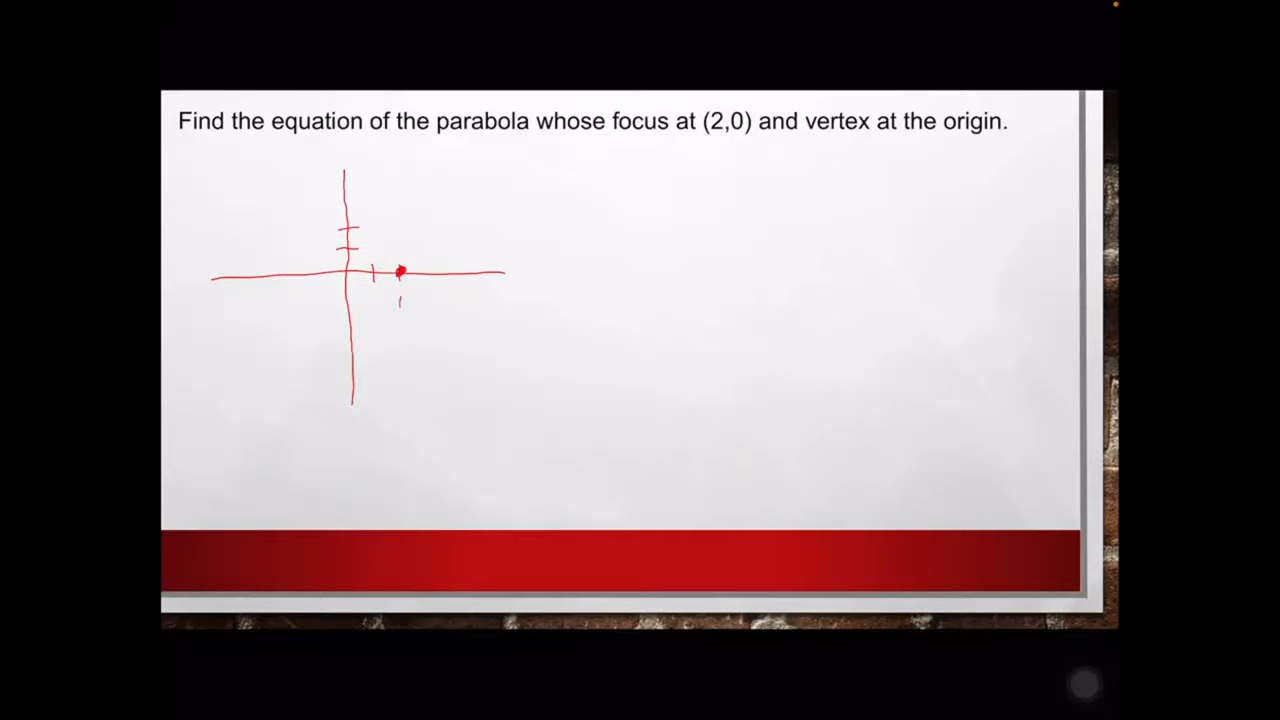 Find the equation of the parabola whose focus at (2,0) and vertex at the origin.